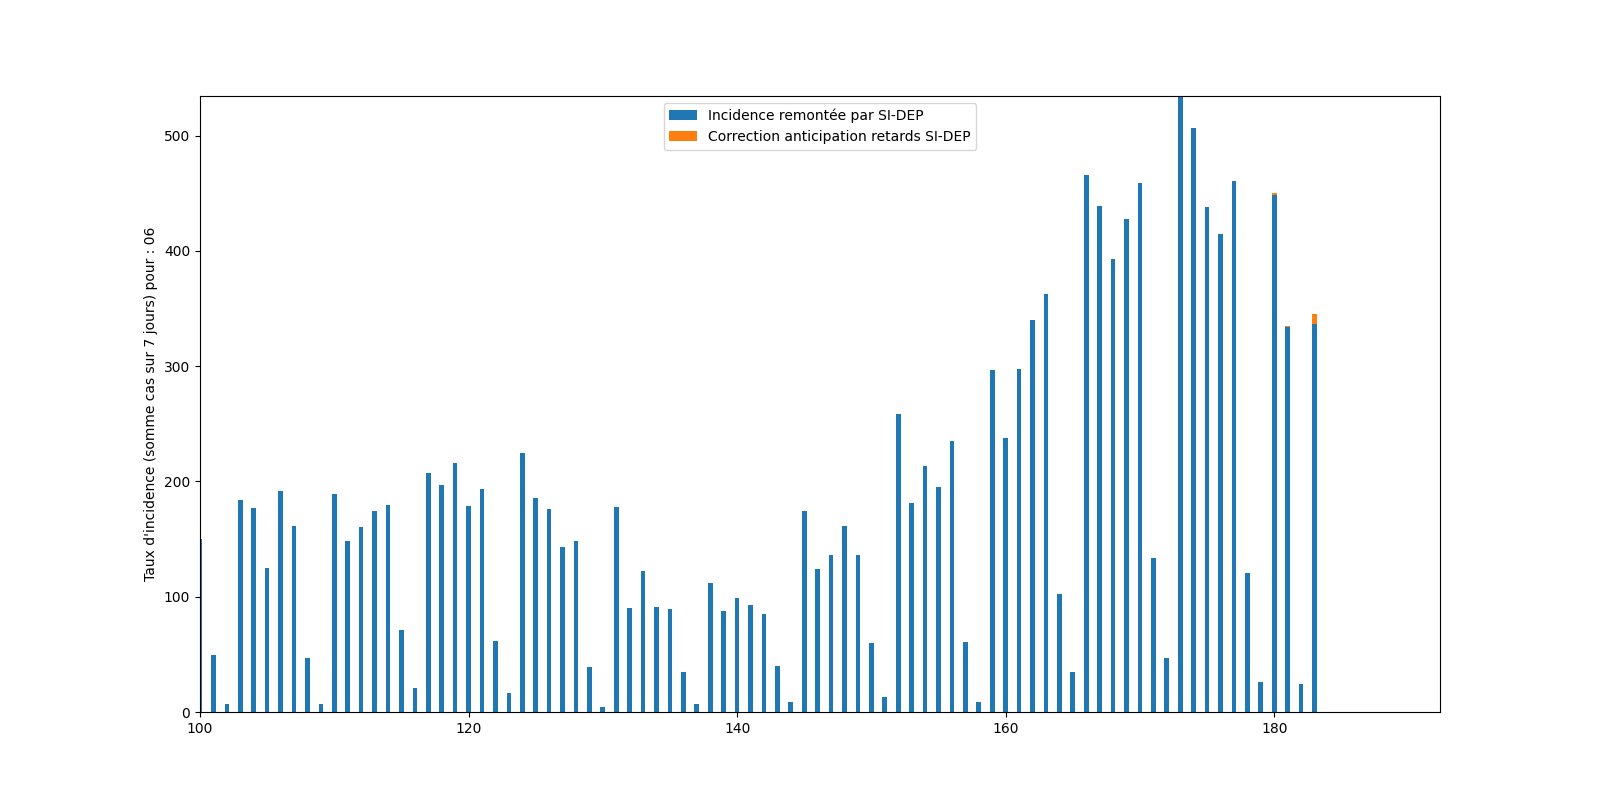 Incidence remontée par SI-DEP
Correction anticipation retards SI-DEP
Taux d'incidence (somme cas sur 7 jours) pour : 06
500
400
300
200
100
0
100 120 140 160 180